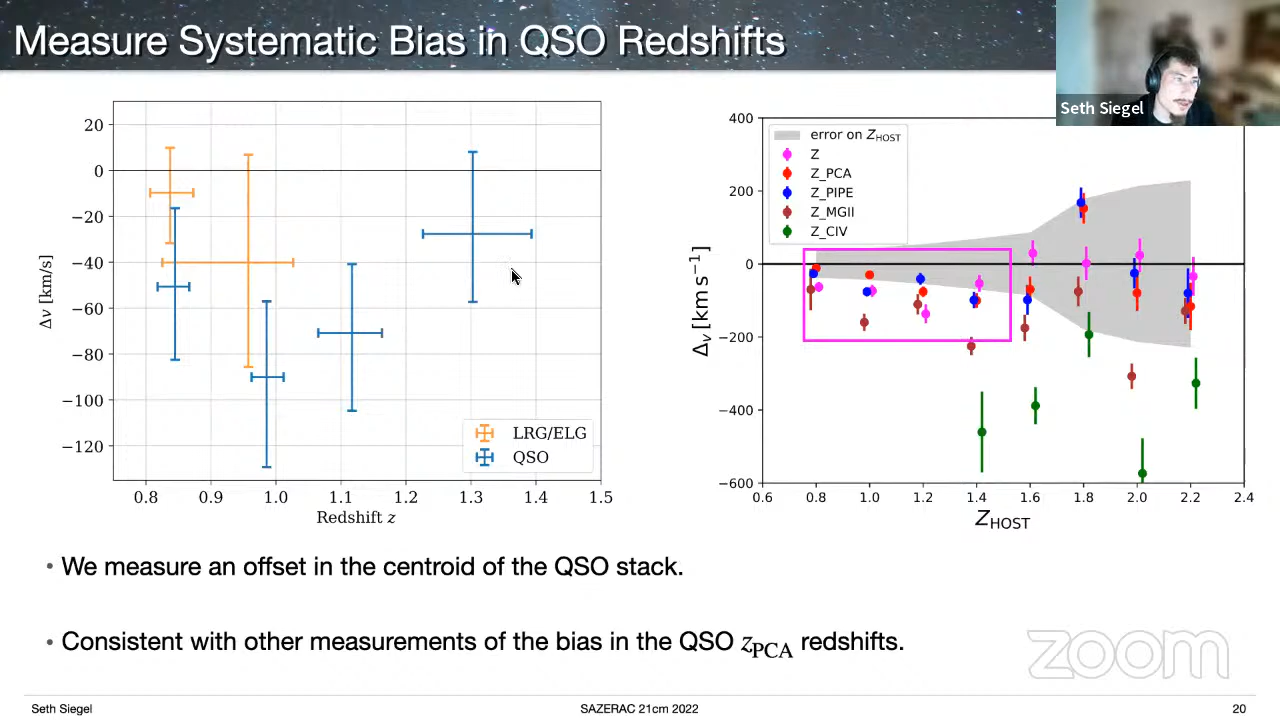 Measure Systematic Bias in QSO Redshifts
Seth Siegel
20
0
−20
−40
−60
−80
−100
−120
Δv [km/s]
0.8 0.9 1.0 1.1 1.2 1.3 1.4 1.5
Redshift z
LRG/ELG
QSO
400
200
0
−200
−400
−600
Δv [km s⁻¹]
error on ZHOST
Z
Z_PCA
Z_PIPE
Z_MGII
Z_CIV
0.6 0.8 1.0 1.2 1.4 1.6 1.8 2.0 2.2 2.4
ZHOST
• We measure an offset in the centroid of the QSO stack.
• Consistent with other measurements of the bias in the QSO zPCA redshifts.
zoom
Seth Siegel
SAZERAC 21cm 2022
20